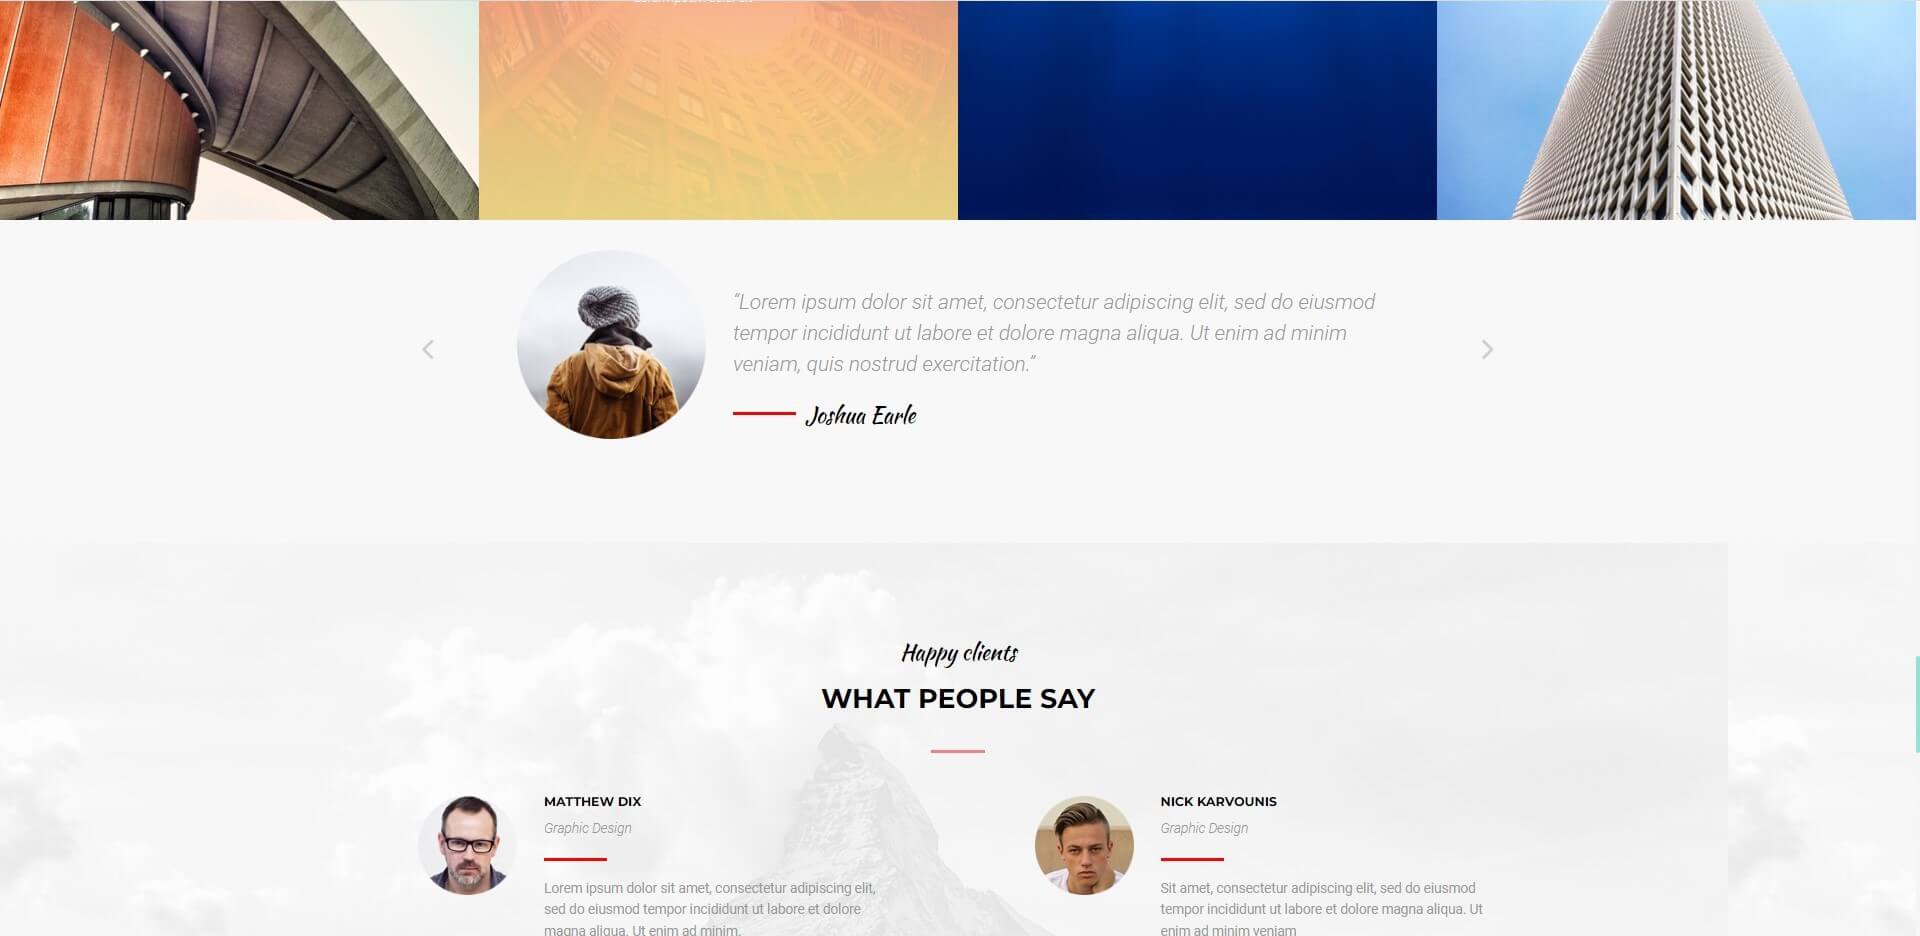 “Lorem ipsum dolor sit amet, consectetur adipiscing elit, sed do eiusmod
tempor incididunt ut labore et dolore magna aliqua. Ut enim ad minim
veniam, quis nostrud exercitation.”
Joshua Earle
Happy clients
WHAT PEOPLE SAY
MATTHEW DIX
Graphic Design
Lorem ipsum dolor sit amet, consectetur adipiscing elit,
sed do eiusmod tempor incididunt ut labore et dolore
magna aliqua. Ut enim ad minim.
NICK KARVOUNIS
Graphic Design
Sit amet, consectetur adipiscing elit, sed do eiusmod
tempor incididunt ut labore et dolore magna aliqua. Ut
enim ad minim veniam